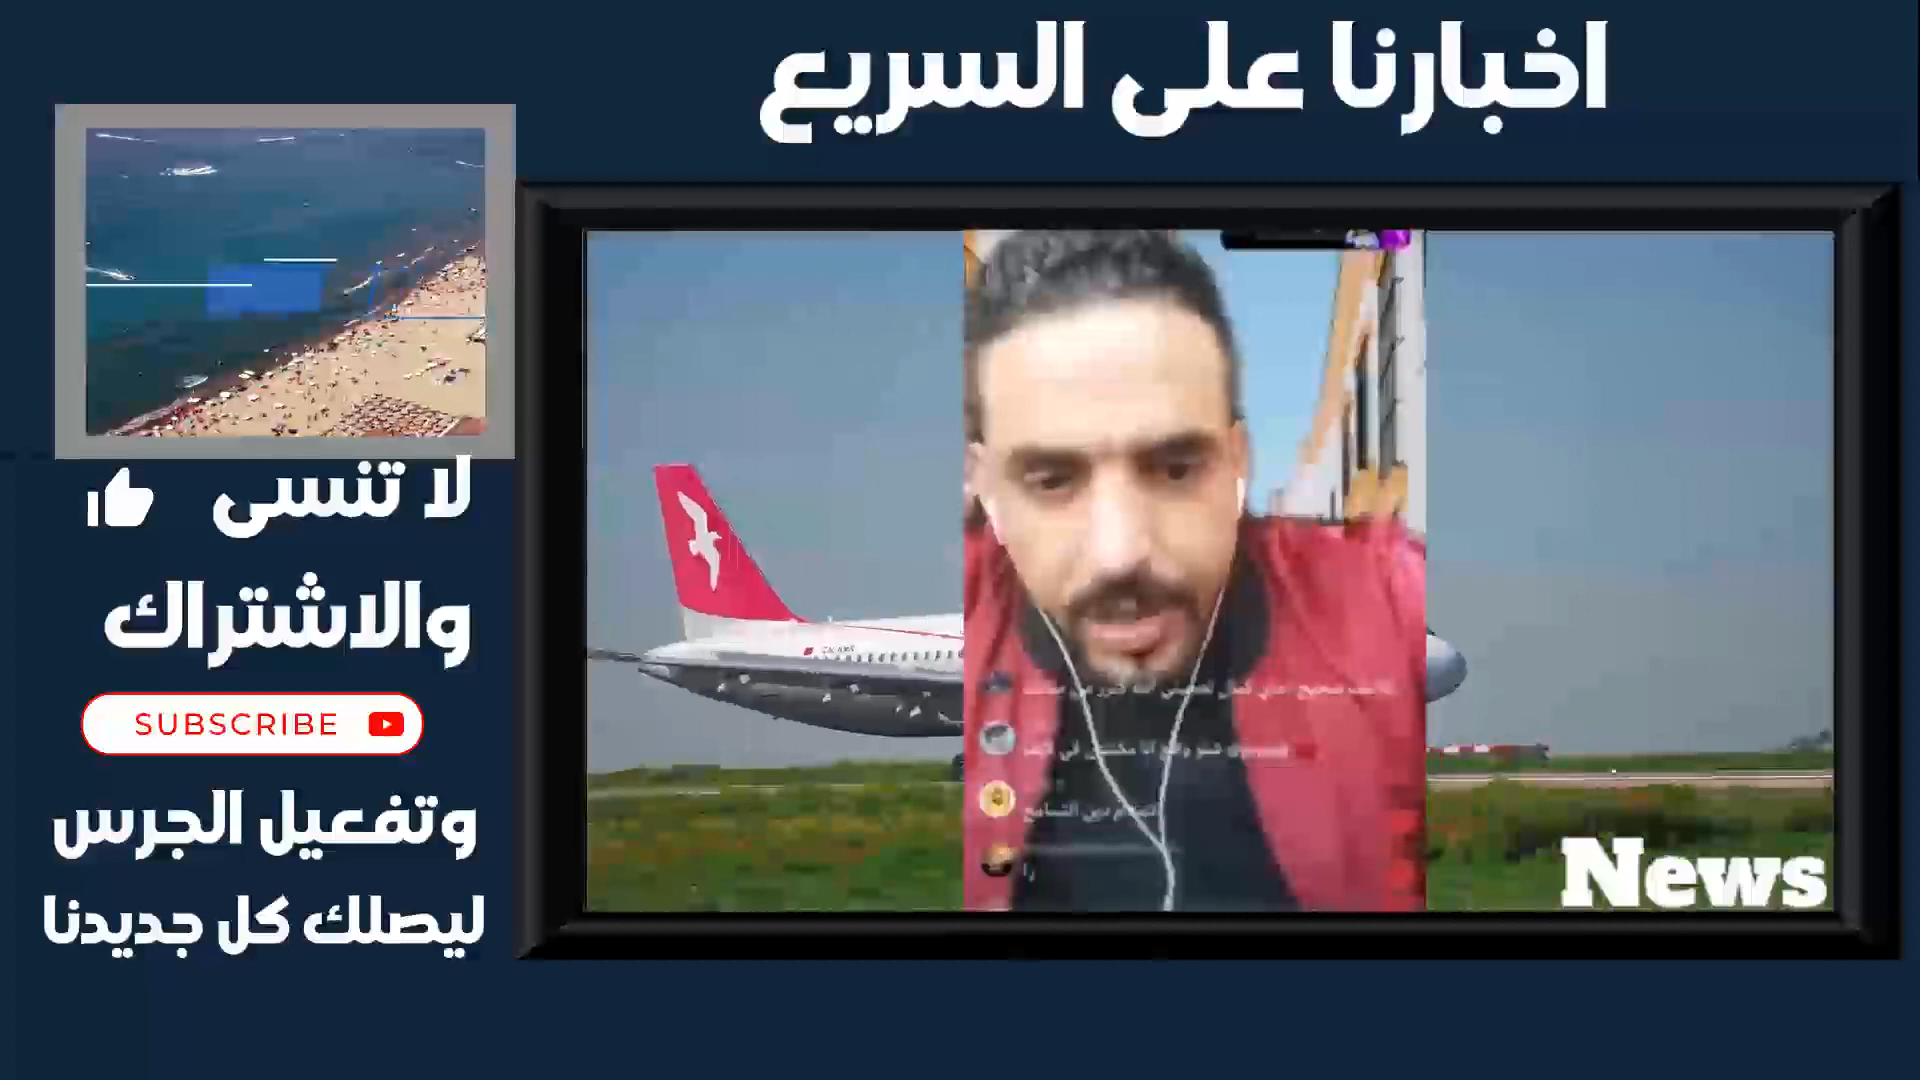 اخبارنا على السريع
لا تنسى
والاشتراك
SUBSCRIBE
وتفعيل الجرس
ليصلك كل جديدنا
News